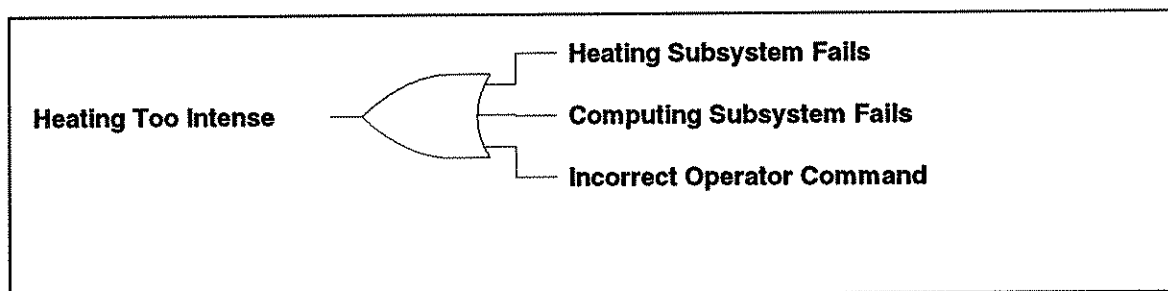 Heating Subsystem Fails
Heating Too Intense
Computing Subsystem Fails
Incorrect Operator Command